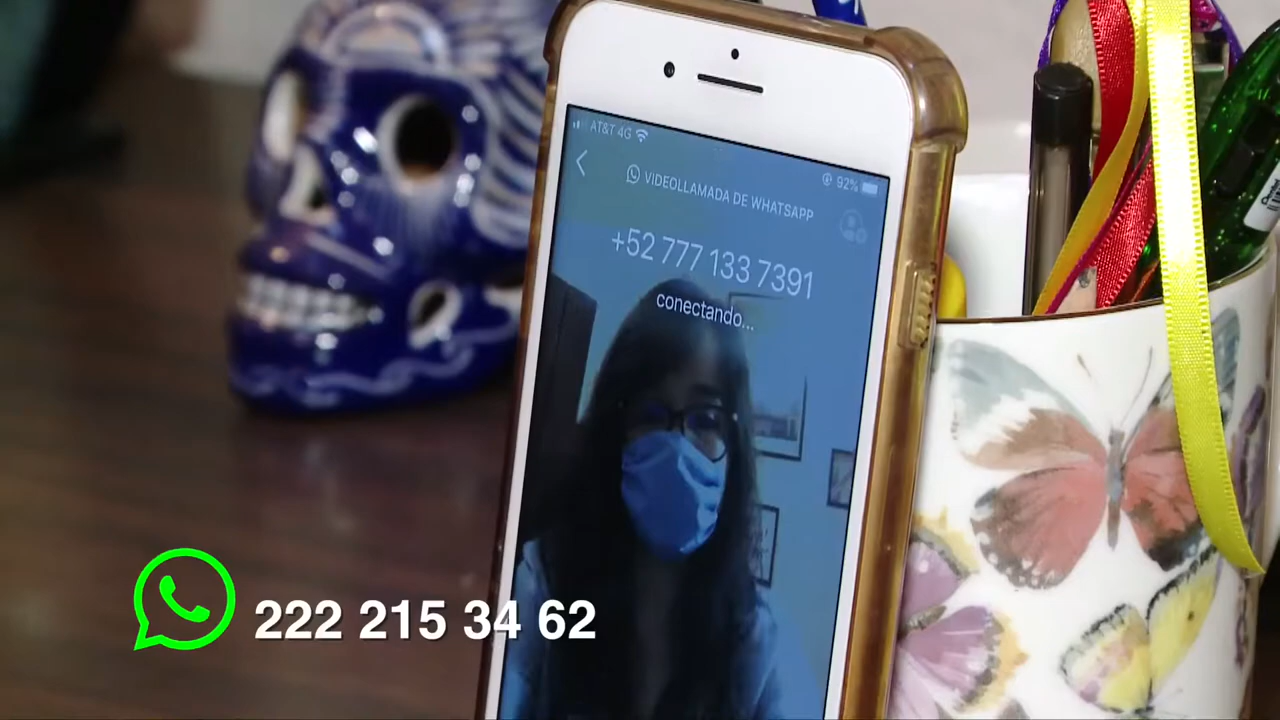 AT&T 4G
92%
VIDEOLLAMADA DE WHATSAPP
+52 777 133 7391
conectando...
222 215 34 62